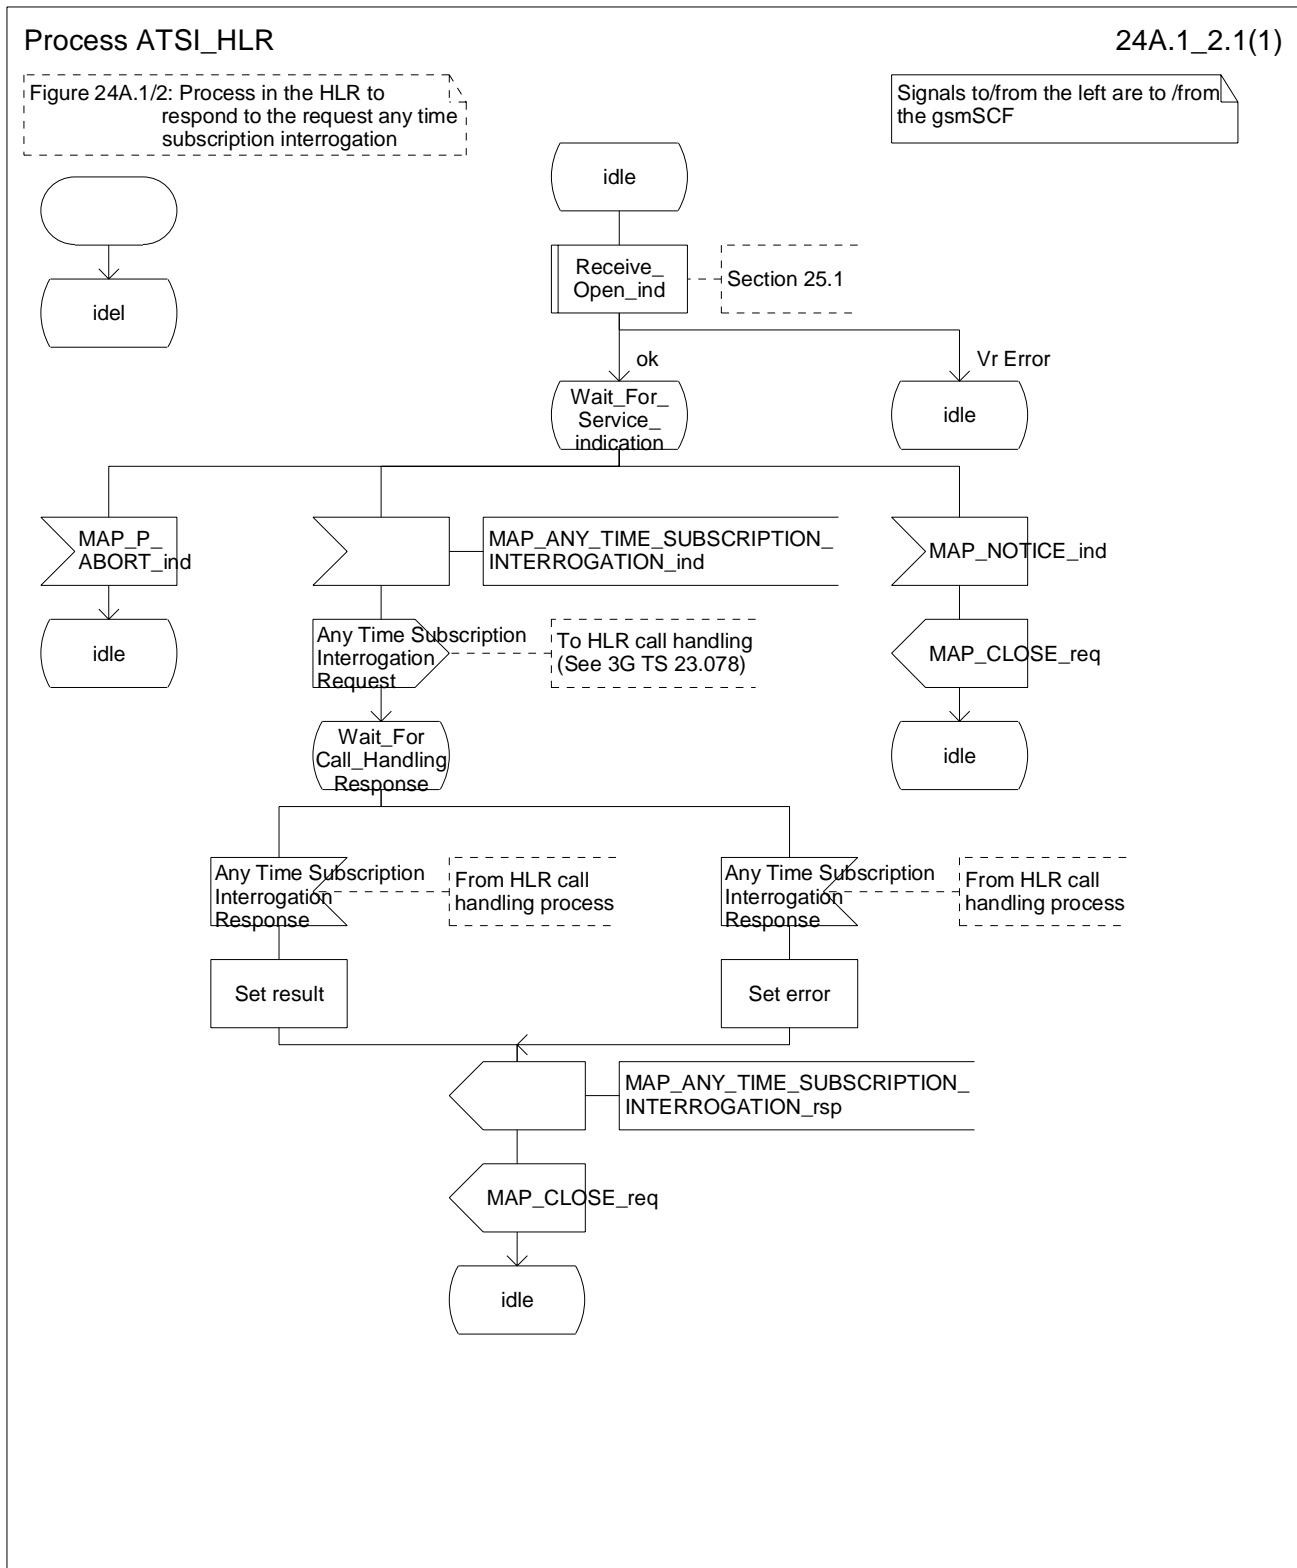 Process ATSI_HLR
24A.1_2.1(1)
Figure 24A.1/2: Process in the HLR to
respond to the request any time
subscription interrogation
Signals to/from the left are to /from
the gsmSCF
idle
idel
Receive_
Open_ind
Section 25.1
ok
Vr Error
Wait_For_
Service_
indication
idle
MAP_P_
ABORT_ind
MAP_ANY_TIME_SUBSCRIPTION_
INTERROGATION_ind
MAP_NOTICE_ind
idle
Any Time Subscription
Interrogation
Request
To HLR call handling
(See 3G TS 23.078)
MAP_CLOSE_req
Wait_For
Call_Handling
Response
idle
Any Time Subscription
Interrogation
Response
From HLR call
handling process
Any Time Subscription
Interrogation
Response
From HLR call
handling process
Set result
Set error
MAP_ANY_TIME_SUBSCRIPTION_
INTERROGATION_rsp
MAP_CLOSE_req
idle